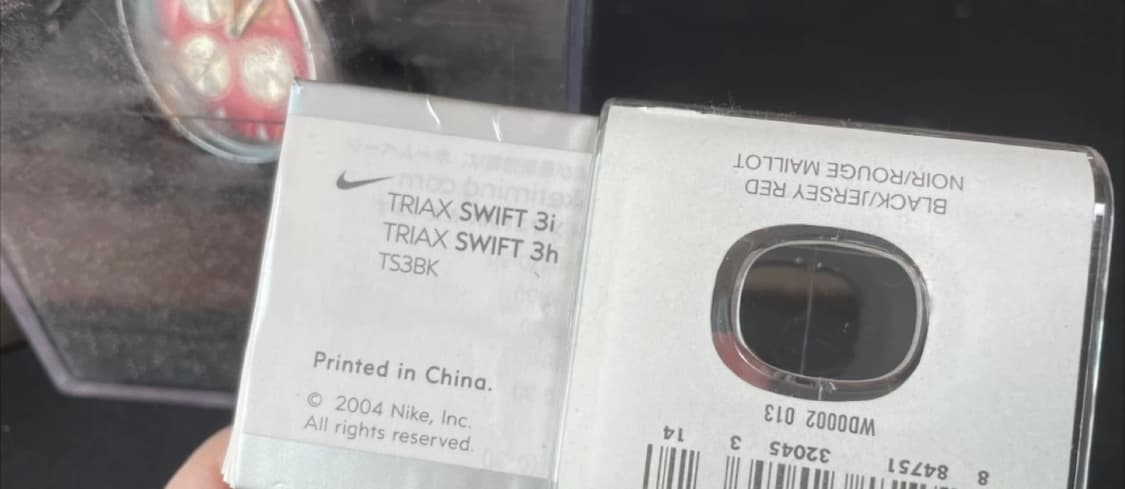 TRIAX SWIFT 3i
TRIAX SWIFT 3h
TS3BK
Printed in China.
© 2004 Nike, Inc.
All rights reserved.
BLACK/JERSEY RED
NOIR/ROUGE MAILLOT
WD0002 013
8 84751 32045 3 14